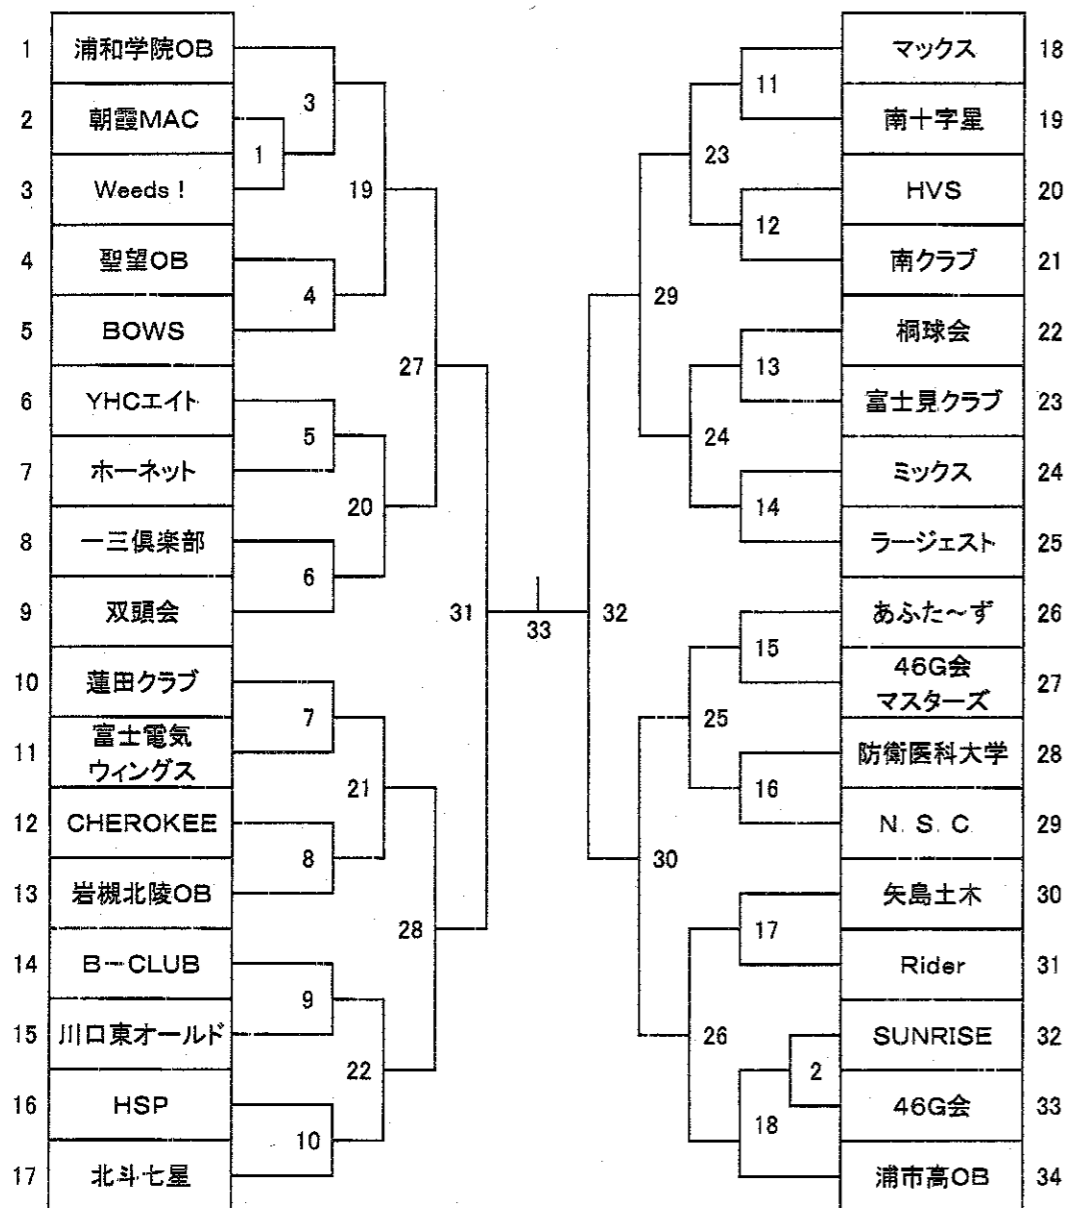 1 浦和学院OB
2 朝霞MAC
3 Weeds!
4 聖望OB
5 BOWS
6 YHCエイト
7 ホーネット
8 一三倶楽部
9 双頭会
10 蓮田クラブ
11 富士電気
ウィングス
12 CHEROKEE
13 岩槻北陵OB
14 B-CLUB
15 川口東オールド
16 HSP
17 北斗七星
3
1
19
4
27
5
20
6
31
7
21
8
28
9
22
10
33
32
11
23
12
29
13
24
14
15
25
16
30
17
26
2
18
マックス 18
南十字星 19
HVS 20
南クラブ 21
桐球会 22
富士見クラブ 23
ミックス 24
ラージェスト 25
あふた～ず 26
46G会
マスターズ 27
防衛医科大学 28
N.S.C. 29
矢島土木 30
Rider 31
SUNRISE 32
46G会 33
浦市高OB 34